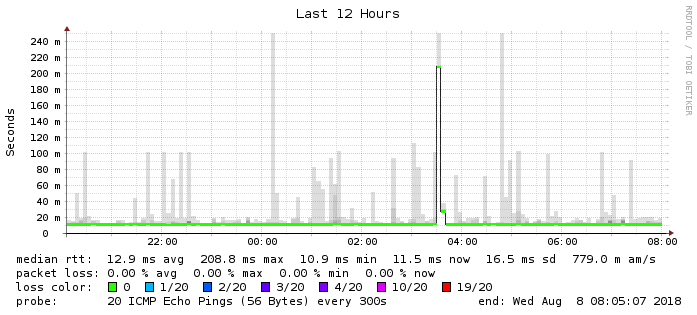 Last 12 Hours
RRDTOOL / TOBI OETIKER
Seconds
240 m
220 m
200 m
180 m
160 m
140 m
120 m
100 m
80 m
60 m
40 m
20 m
0
22:00 00:00 02:00 04:00 06:00 08:00
median rtt: 12.9 ms avg 208.8 ms max 10.9 ms min 11.5 ms now 16.5 ms sd 779.0 m am/s
packet loss: 0.00 % avg 0.00 % max 0.00 % min 0.00 % now
loss color: 0 1/20 2/20 3/20 4/20 10/20 19/20
probe: 20 ICMP Echo Pings (56 Bytes) every 300s end: Wed Aug 8 08:05:07 2018